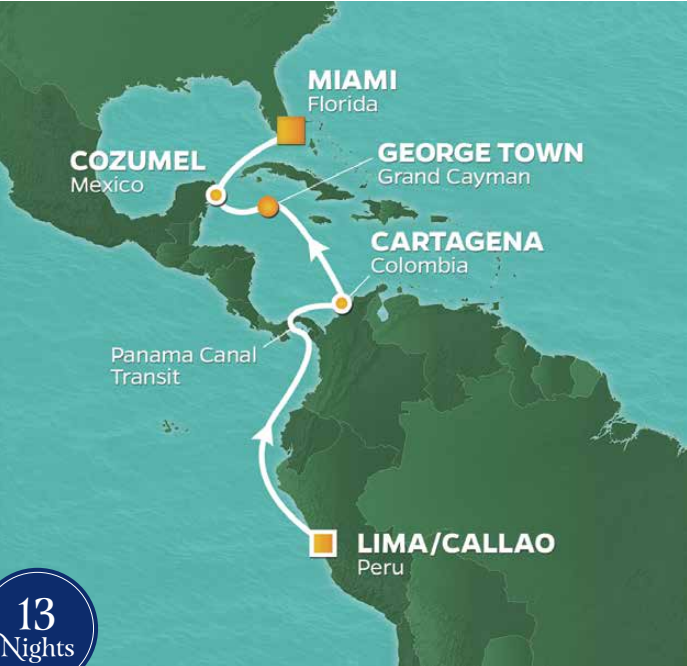 MIAMI
Florida
COZUMEL
Mexico
GEORGE TOWN
Grand Cayman
CARTAGENA
Colombia
Panama Canal
Transit
LIMA/CALLAO
Peru
13
Nights